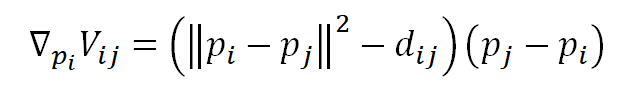 ∇_{p_i} V_{ij} = (‖p_i − p_j‖^2 − d_{ij})(p_j − p_i)